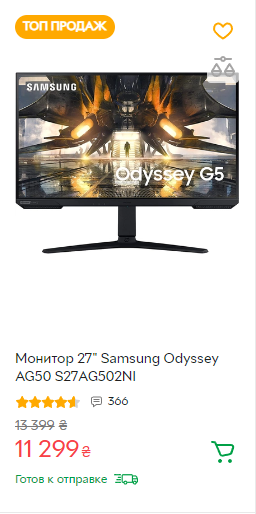 ТОП ПРОДАЖ
SAMSUNG
Odyssey G5
Монитор 27" Samsung Odyssey
AG50 S27AG502NI
366
13 399 ₴
11 299 ₴
Готов к отправке